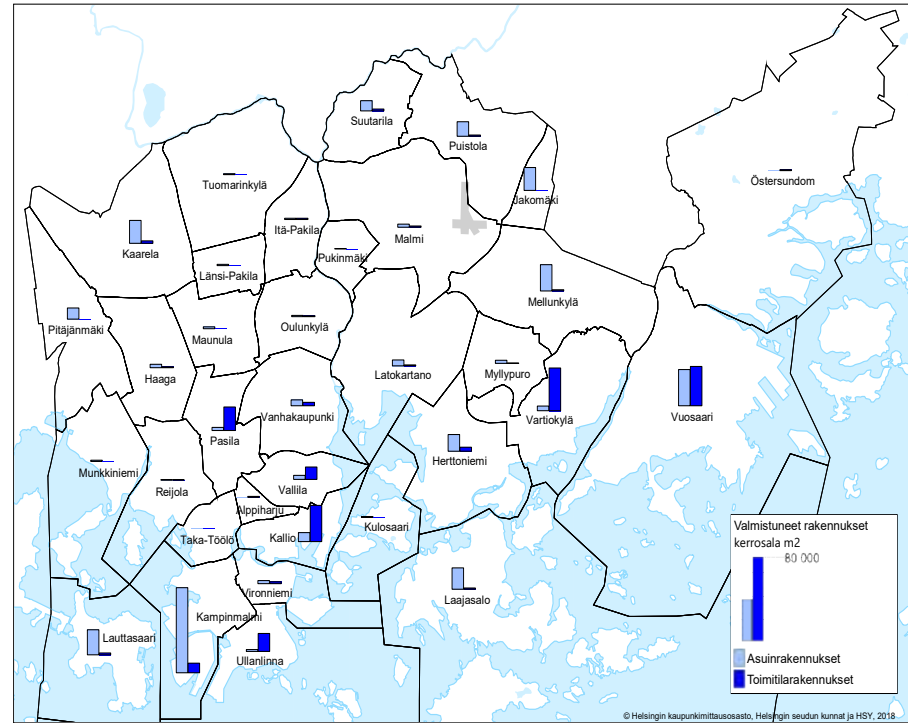 Suutarila
Puistola
Tuomarinkylä
Östersundom
Jakomäki
Itä-Pakila
Malmi
Kaarela
Pukinmäki
Länsi-Pakila
Mellunkylä
Pitäjänmäki
Oulunkylä
Maunula
Haaga
Latokartano
Myllypuro
Vanhakaupunki
Vartiokylä
Vuosaari
Pasila
Herttoniemi
Munkkiniemi
Reijola
Vallila
Alppiharju
Kulosaari
Taka-Töölö
Kallio
Vironniemi
Laajasalo
Kampinmalmi
Lauttasaari
Ullanlinna
Valmistuneet rakennukset
kerrosala m2
80 000
Asuinrakennukset
Toimitilarakennukset
© Helsingin kaupunkimittausosasto, Helsingin seudun kunnat ja HSY, 2018